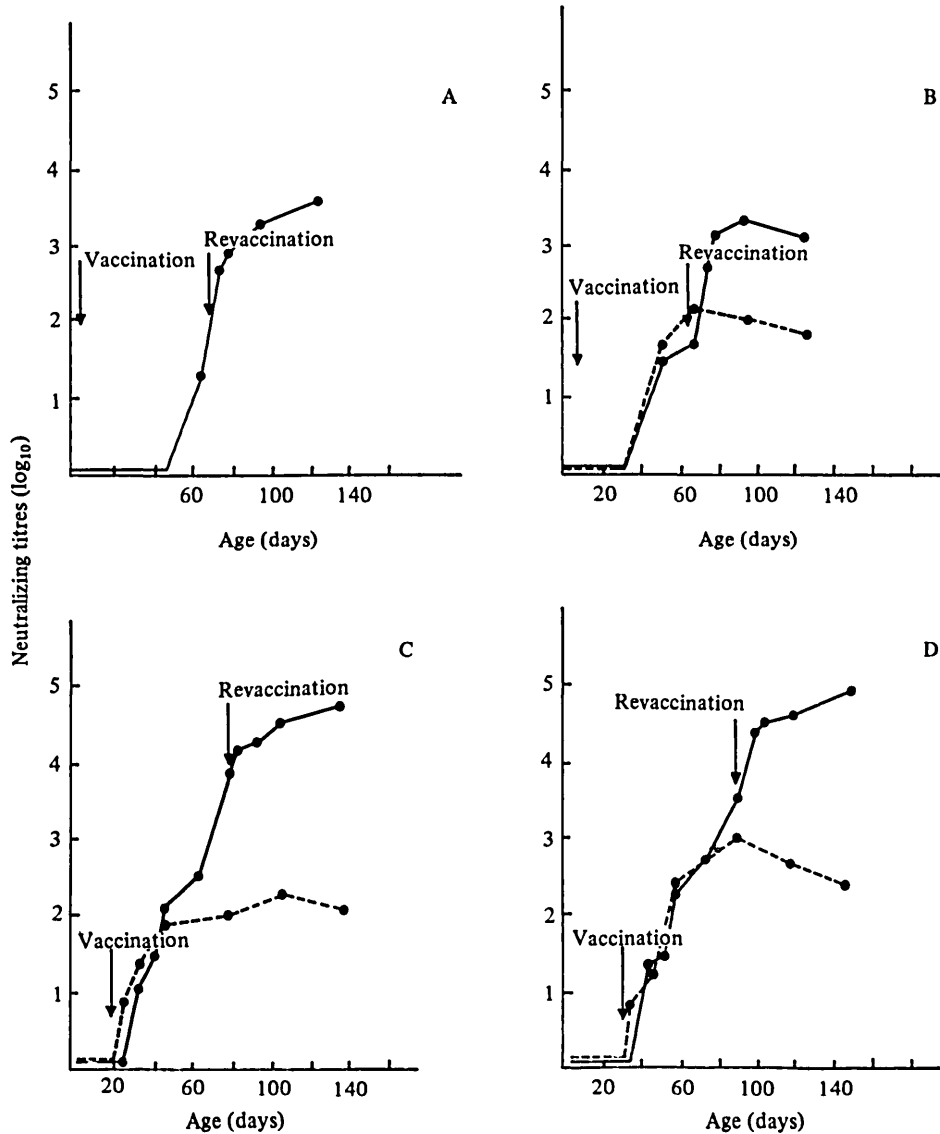 Neutralizing titres (log10)
A
5
4
3
2
1
Vaccination
Revaccination
60 100 140
Age (days)
B
5
4
3
2
1
Vaccination
Revaccination
20 60 100 140
Age (days)
C
5
4
3
2
1
Vaccination
Revaccination
20 60 100 140
Age (days)
D
5
4
3
2
1
Vaccination
Revaccination
20 60 100 140
Age (days)